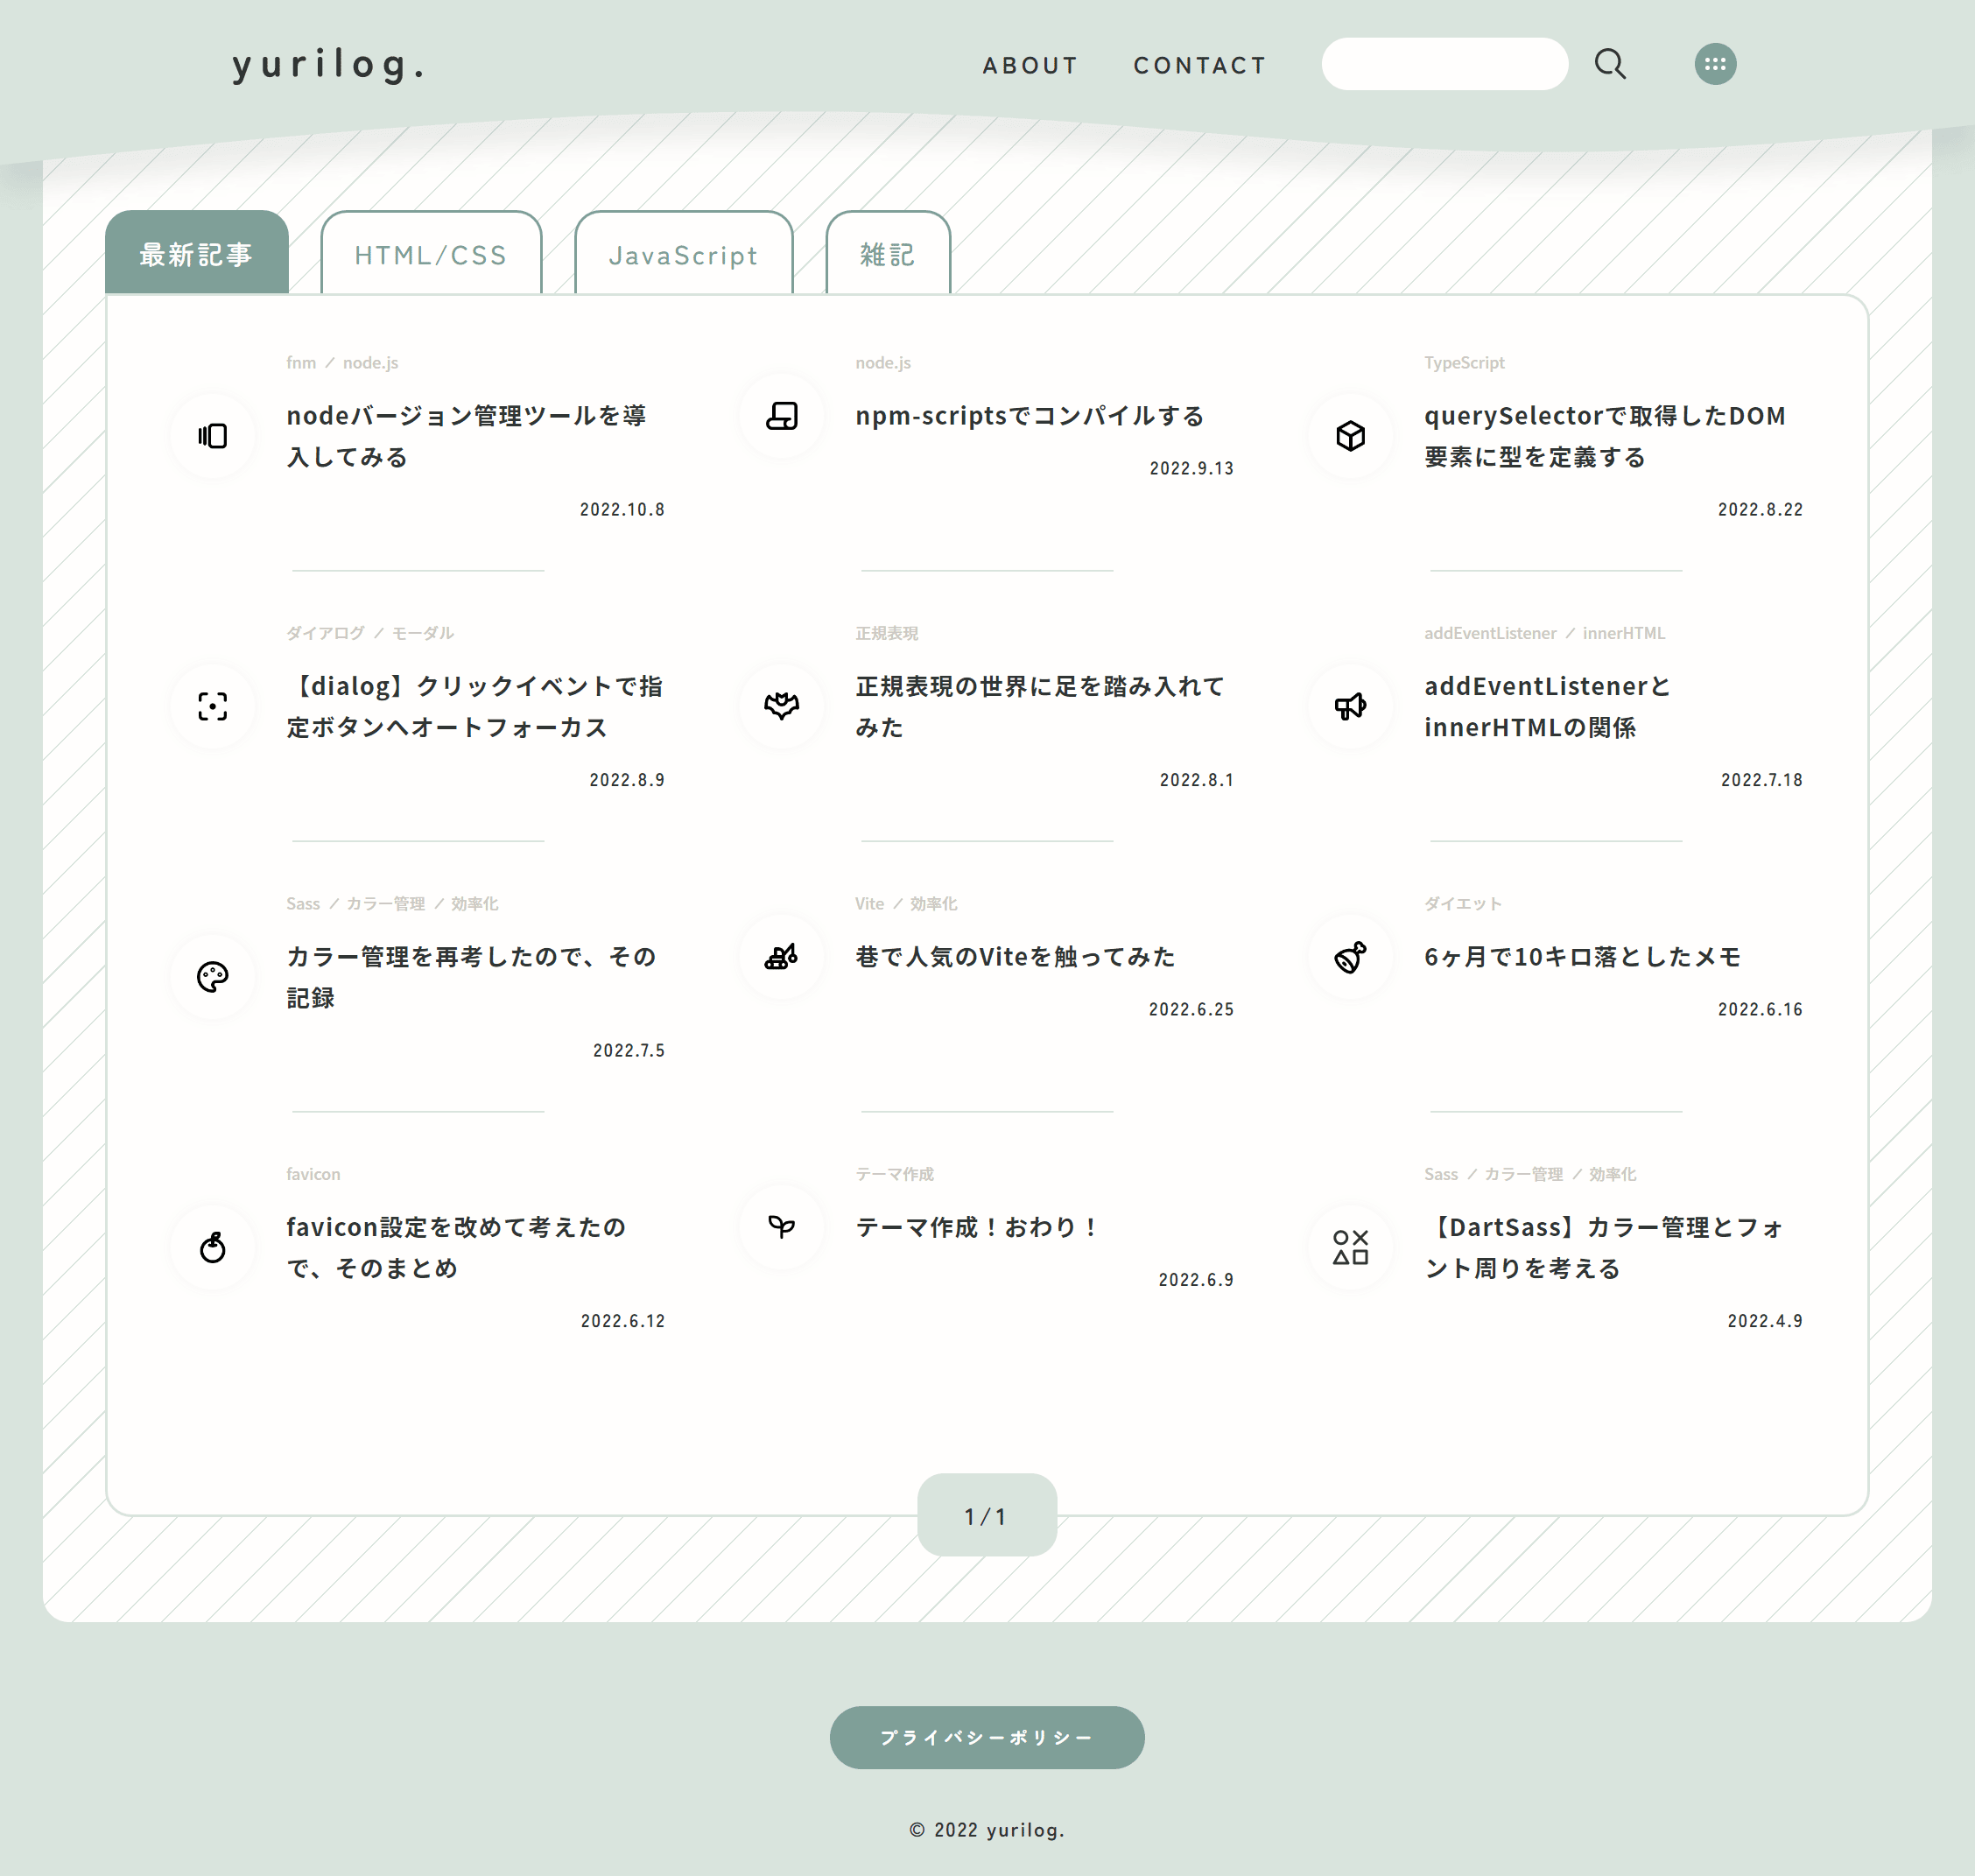 yurilog.
ABOUT
CONTACT
最新記事
HTML/CSS
JavaScript
雑記
fnm ／ node.js
nodeバージョン管理ツールを導
入してみる
2022.10.8
node.js
npm-scriptsでコンパイルする
2022.9.13
TypeScript
querySelectorで取得したDOM
要素に型を定義する
2022.8.22
ダイアログ ／ モーダル
【dialog】クリックイベントで指
定ボタンへオートフォーカス
2022.8.9
正規表現
正規表現の世界に足を踏み入れて
みた
2022.8.1
addEventListener ／ innerHTML
addEventListenerと
innerHTMLの関係
2022.7.18
Sass ／ カラー管理 ／ 効率化
カラー管理を再考したので、その
記録
2022.7.5
Vite ／ 効率化
巷で人気のViteを触ってみた
2022.6.25
ダイエット
6ヶ月で10キロ落としたメモ
2022.6.16
favicon
favicon設定を改めて考えたの
で、そのまとめ
2022.6.12
テーマ作成
テーマ作成！おわり！
2022.6.9
Sass ／ カラー管理 ／ 効率化
【DartSass】カラー管理とフォ
ント周りを考える
2022.4.9
1/1
プライバシーポリシー
© 2022 yurilog.